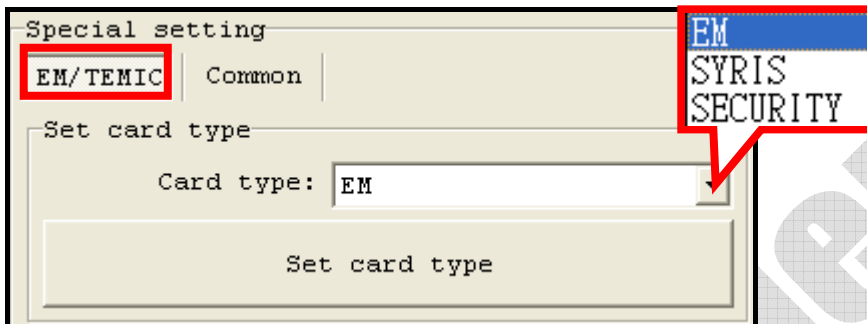 Special setting
EM/TEMIC Common
Set card type
Card type: EM
Set card type
EM
SYRIS
SECURITY